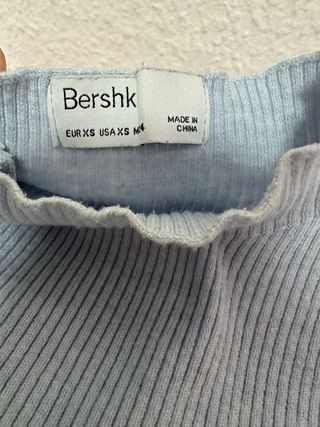 Bershk
EUR XS USA XS M
MADE IN
CHINA